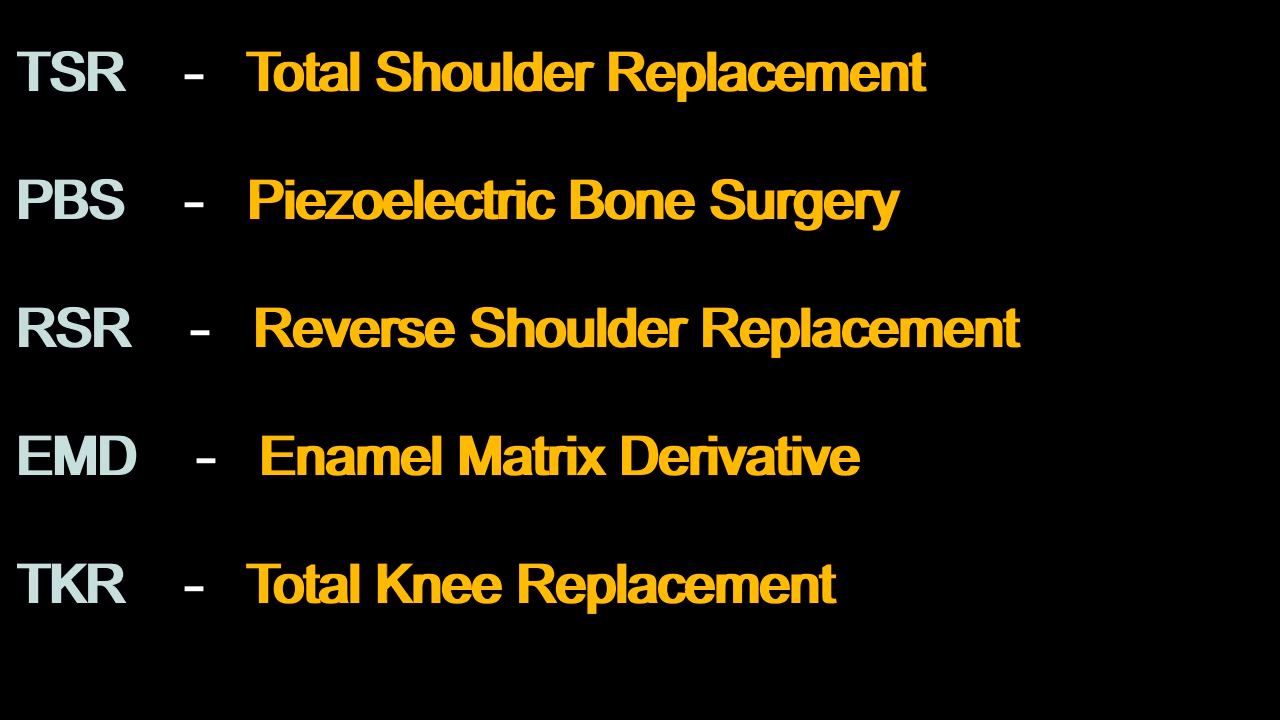 TSR - Total Shoulder Replacement
PBS - Piezoelectric Bone Surgery
RSR - Reverse Shoulder Replacement
EMD - Enamel Matrix Derivative
TKR - Total Knee Replacement